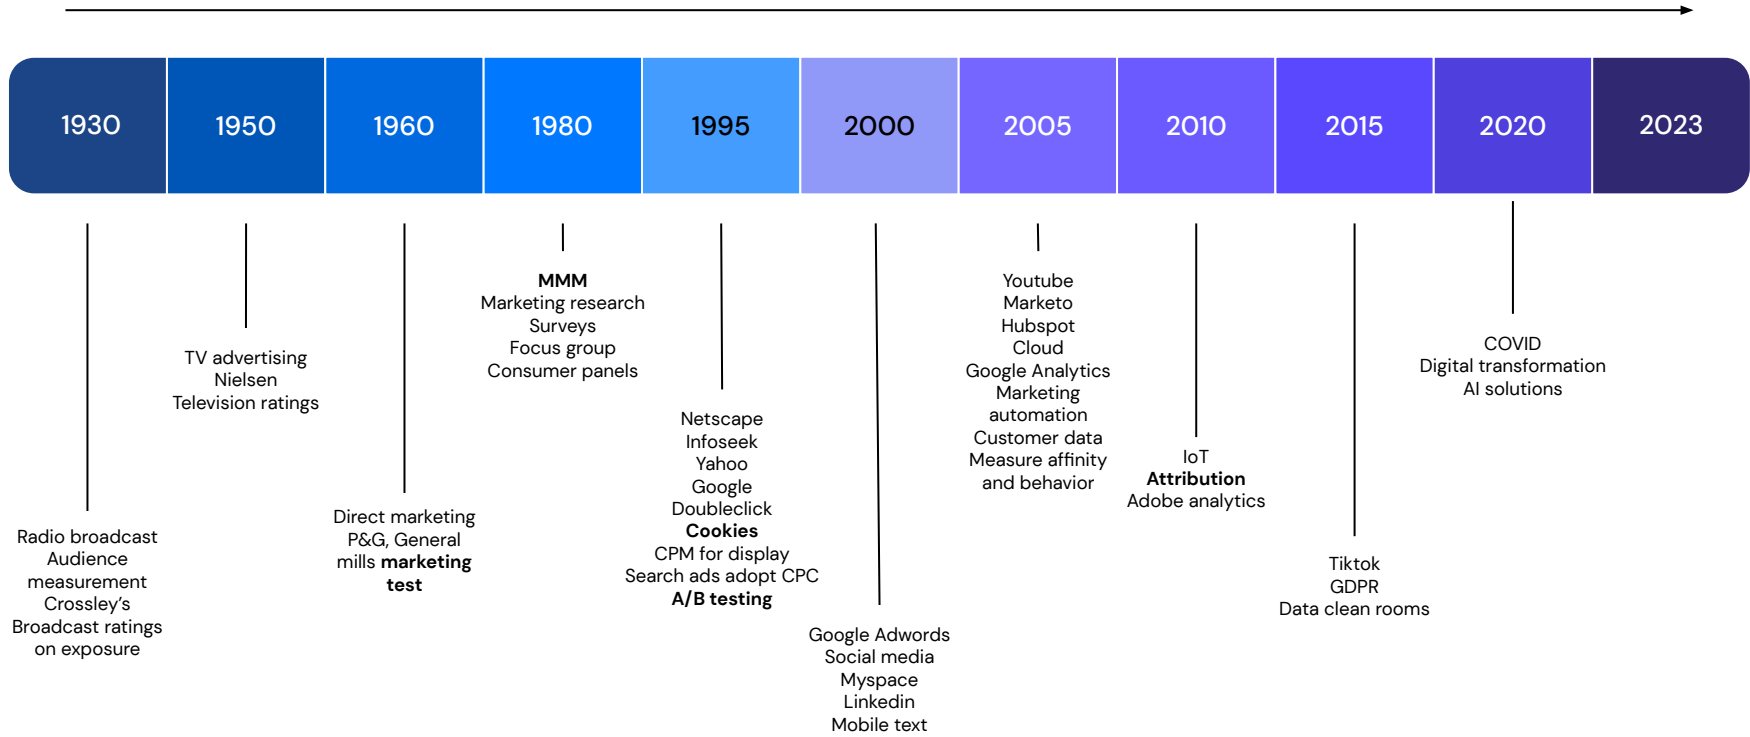 1930
1950
1960
1980
1995
2000
2005
2010
2015
2020
2023
Radio broadcast
Audience
measurement
Crossley’s
Broadcast ratings
on exposure
TV advertising
Nielsen
Television ratings
Direct marketing
P&G, General
mills marketing
test
MMM
Marketing research
Surveys
Focus group
Consumer panels
Netscape
Infoseek
Yahoo
Google
Doubleclick
Cookies
CPM for display
Search ads adopt CPC
A/B testing
Google Adwords
Social media
Myspace
Linkedin
Mobile text
Youtube
Marketo
Hubspot
Cloud
Google Analytics
Marketing
automation
Customer data
Measure affinity
and behavior
IoT
Attribution
Adobe analytics
Tiktok
GDPR
Data clean rooms
COVID
Digital transformation
AI solutions